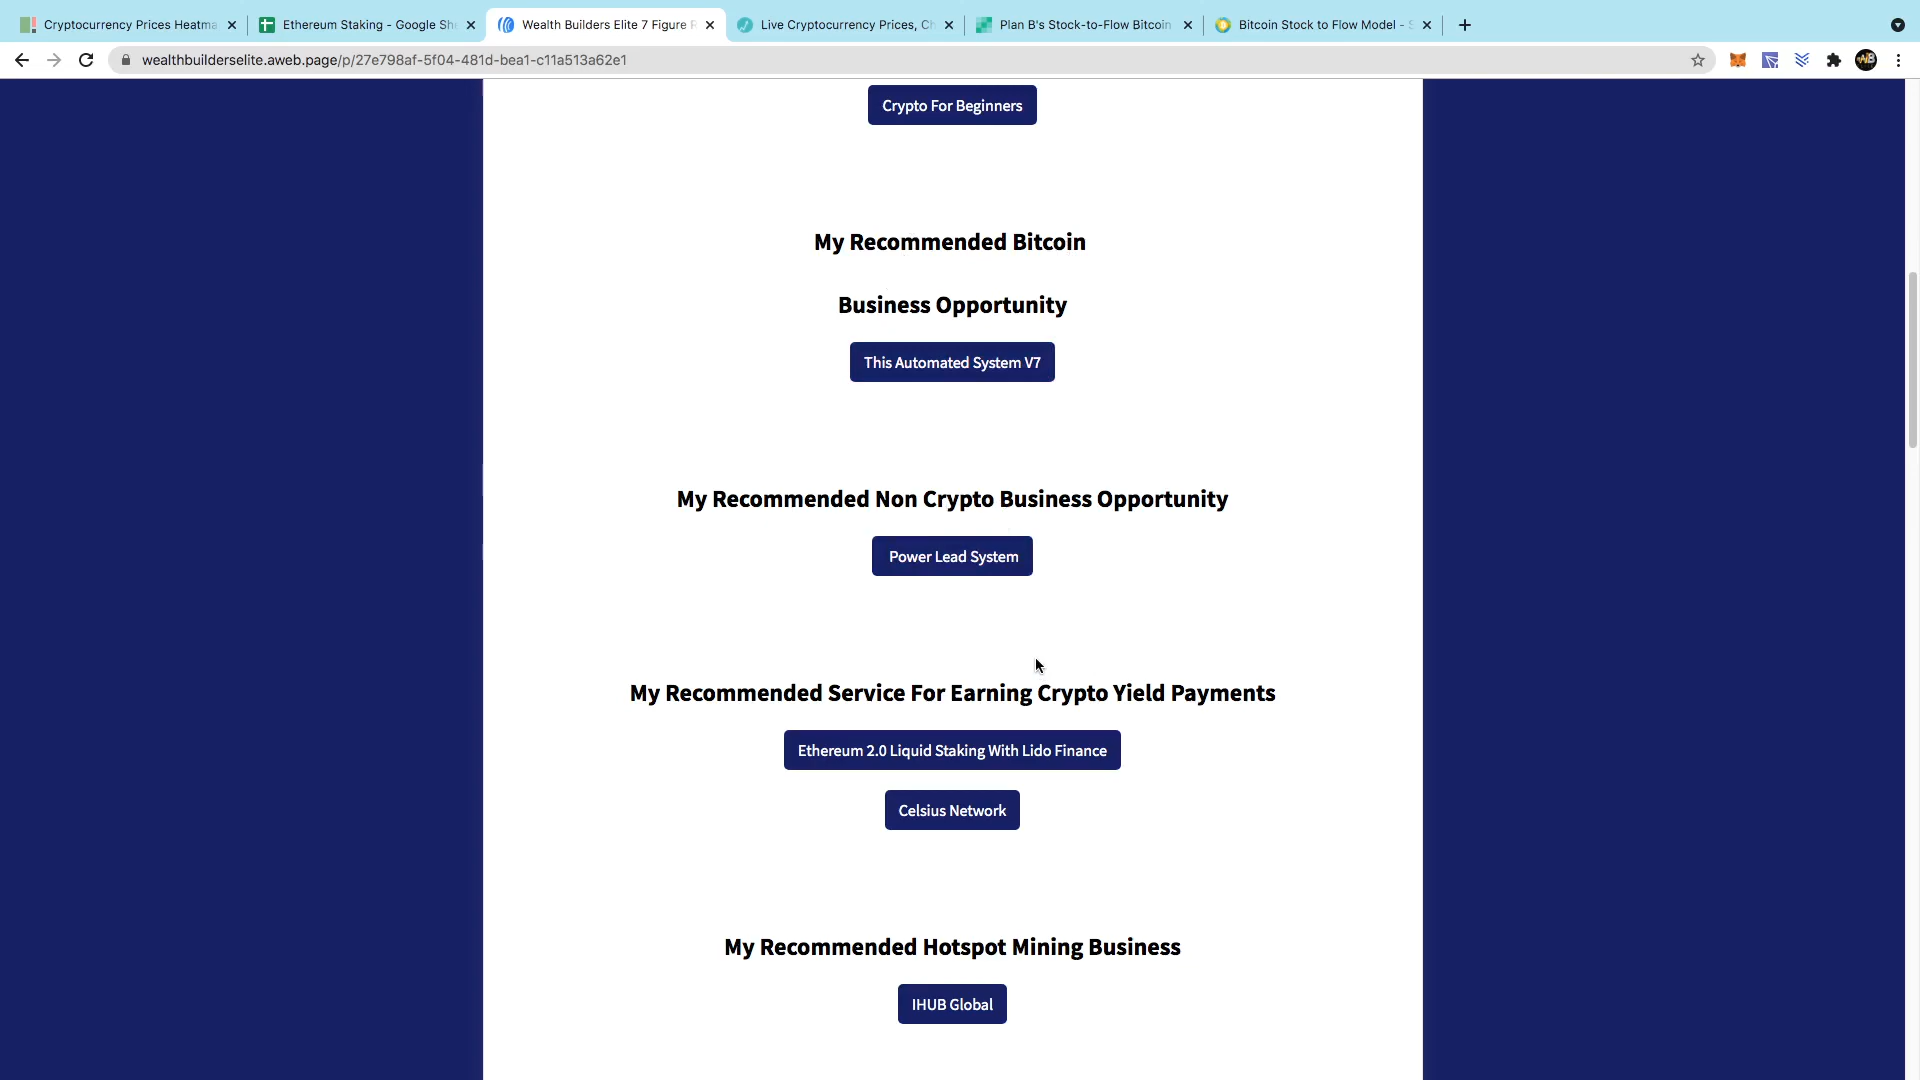 Cryptocurrency Prices Heatma
Ethereum Staking - Google She
Wealth Builders Elite 7 Figure R
Live Cryptocurrency Prices, Ch
Plan B's Stock-to-Flow Bitcoin
Bitcoin Stock to Flow Model - S
wealthbuilderselite.aweb.page/p/27e798af-5f04-481d-bea1-c11a513a62e1
Crypto For Beginners
My Recommended Bitcoin
Business Opportunity
This Automated System V7
My Recommended Non Crypto Business Opportunity
Power Lead System
My Recommended Service For Earning Crypto Yield Payments
Ethereum 2.0 Liquid Staking With Lido Finance
Celsius Network
My Recommended Hotspot Mining Business
IHUB Global